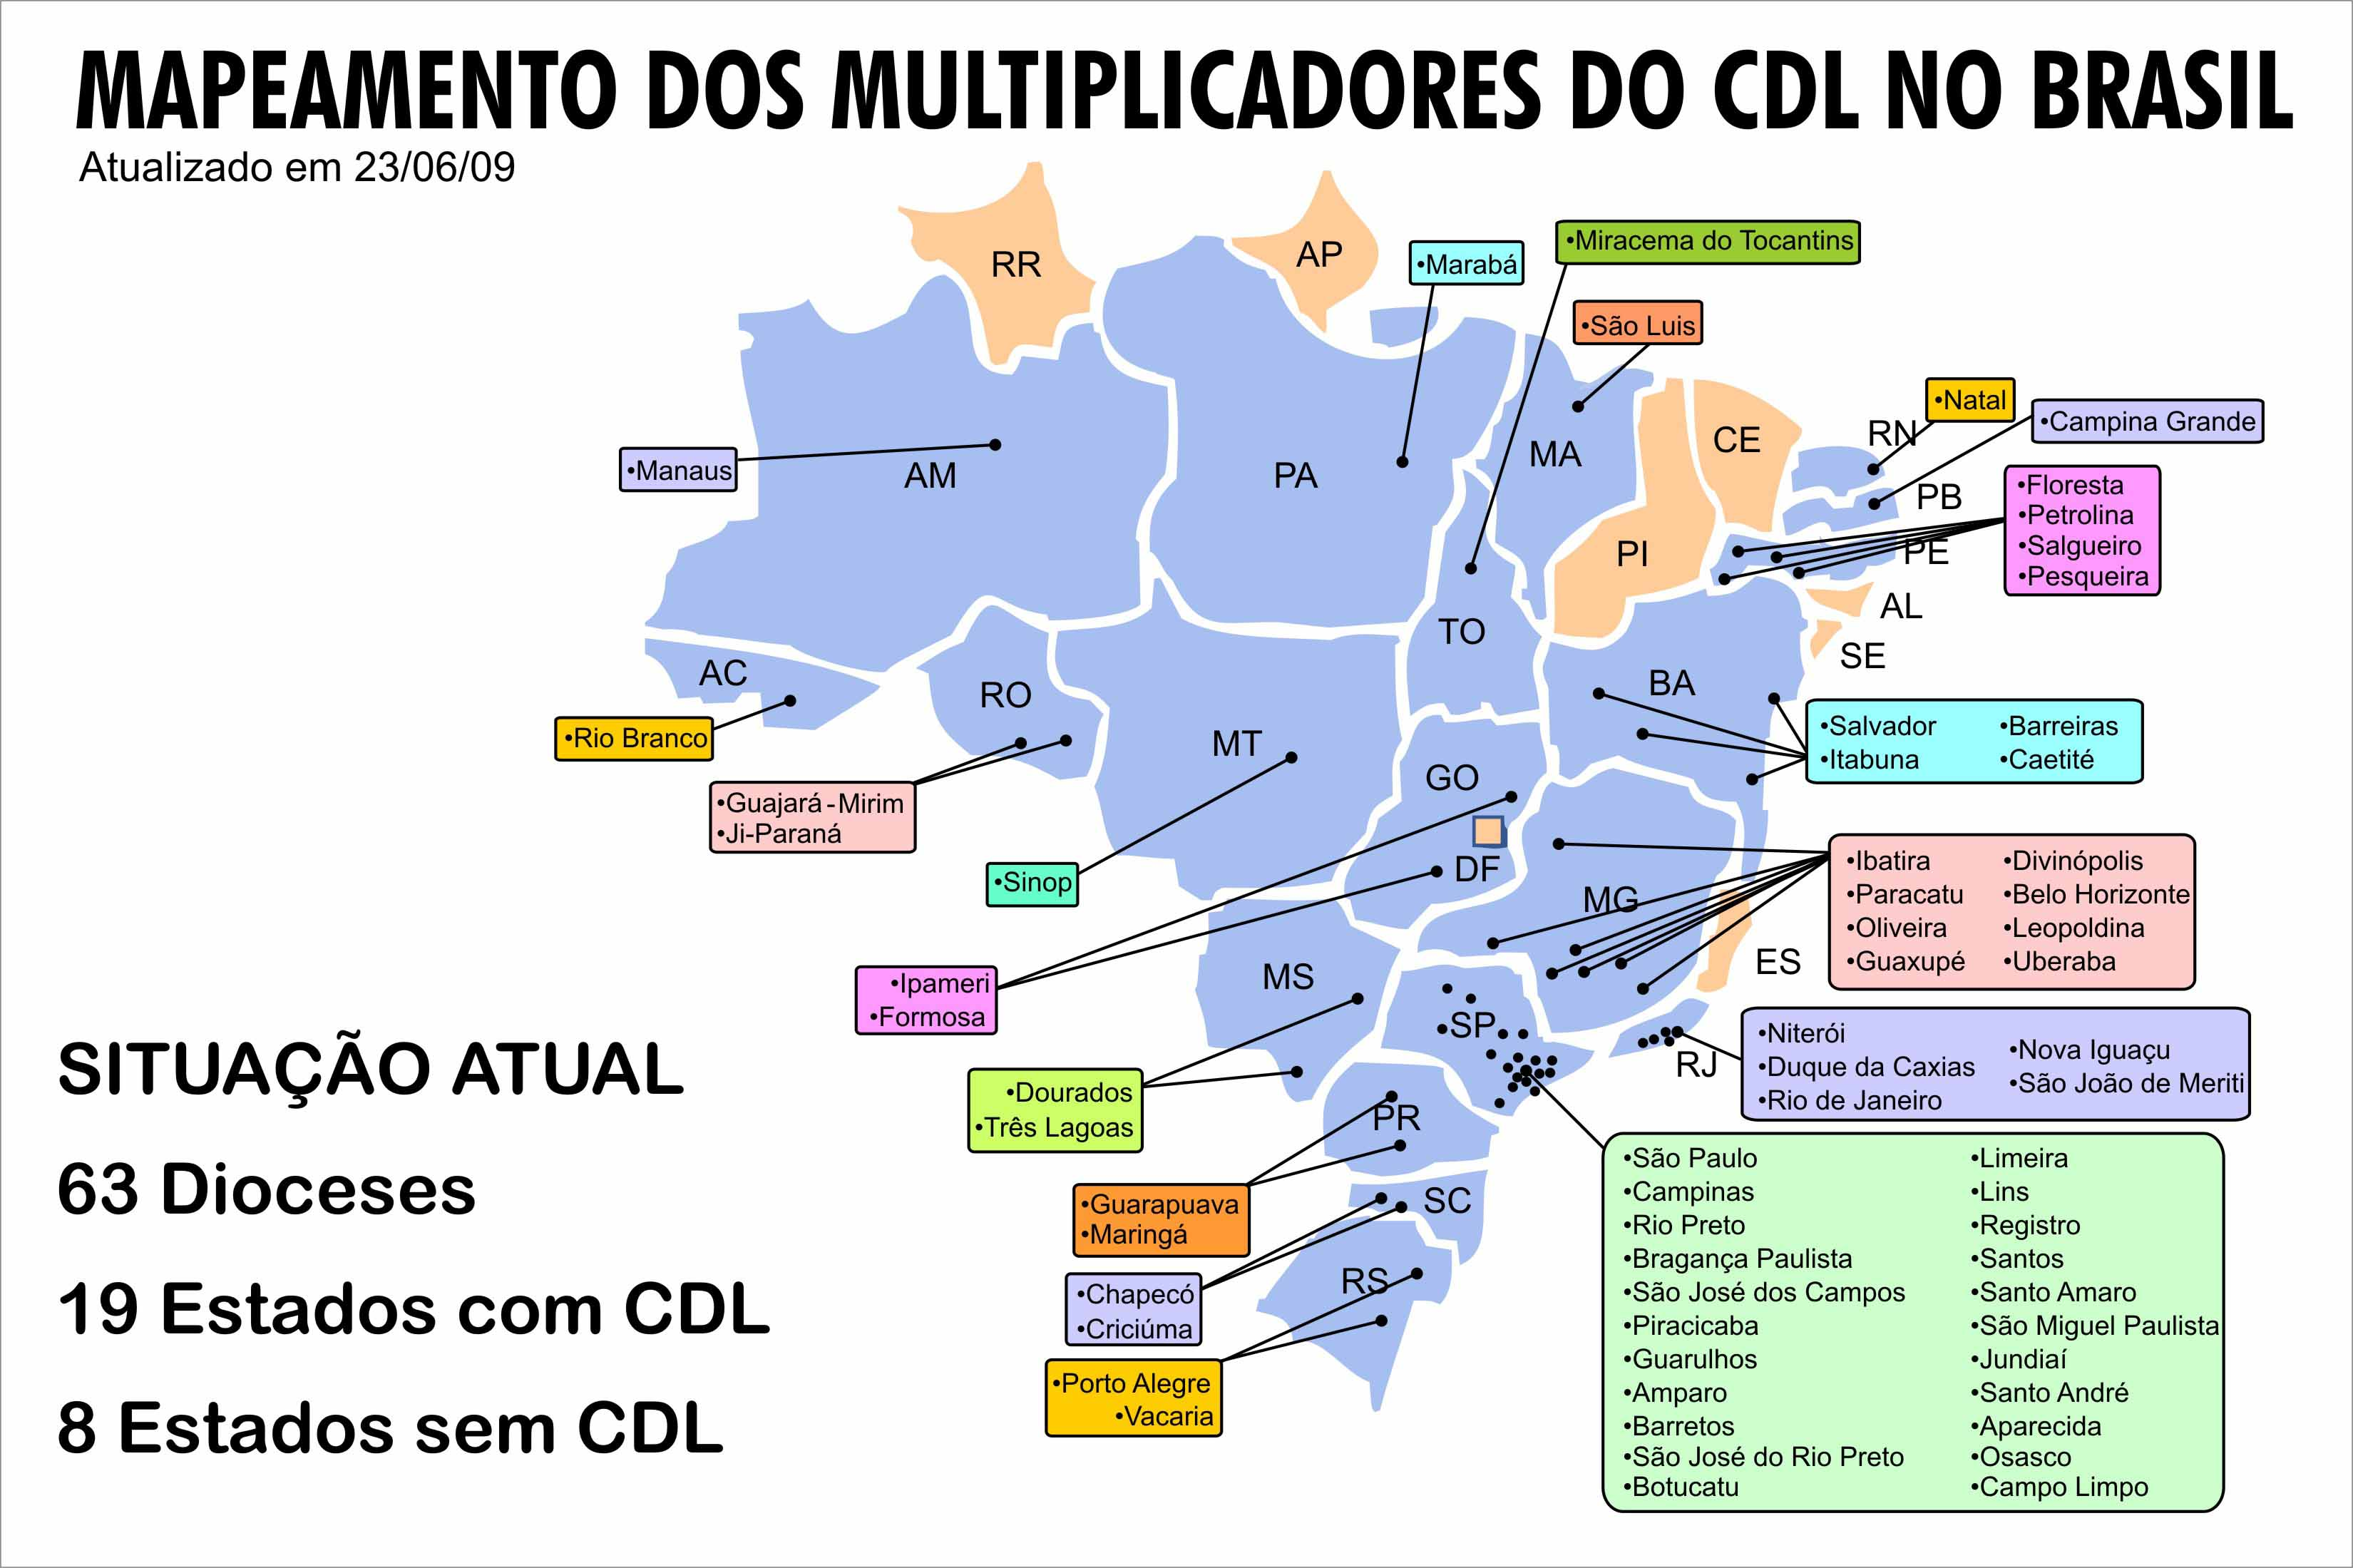 MAPEAMENTO DOS MULTIPLICADORES DO CDL NO BRASIL
Atualizado em 23/06/09
RR
AP
•Marabá
•Miracema do Tocantins
•São Luis
•Natal
•Campina Grande
RN
CE
MA
PA
AM
•Manaus
PB
•Floresta
•Petrolina
•Salgueiro
•Pesqueira
PE
PI
AL
SE
TO
BA
AC
RO
MT
•Rio Branco
•Salvador
•Itabuna
•Barreiras
•Caetité
•Guajará-Mirim
•Ji-Paraná
GO
DF
•Sinop
MG
•Ibatira
•Paracatu
•Oliveira
•Guaxupé
•Divinópolis
•Belo Horizonte
•Leopoldina
•Uberaba
ES
MS
•Ipameri
•Formosa
SP
RJ
•Niterói
•Duque da Caxias
•Rio de Janeiro
•Nova Iguaçu
•São João de Meriti
•Dourados
•Três Lagoas
PR
•Guarapuava
•Maringá
SC
•Chapecó
•Criciúma
RS
•Porto Alegre
•Vacaria
•São Paulo
•Campinas
•Rio Preto
•Bragança Paulista
•São José dos Campos
•Piracicaba
•Guarulhos
•Amparo
•Barretos
•São José do Rio Preto
•Botucatu
•Limeira
•Lins
•Registro
•Santos
•Santo Amaro
•São Miguel Paulista
•Jundiaí
•Santo André
•Aparecida
•Osasco
•Campo Limpo
SITUAÇÃO ATUAL
63 Dioceses
19 Estados com CDL
8 Estados sem CDL